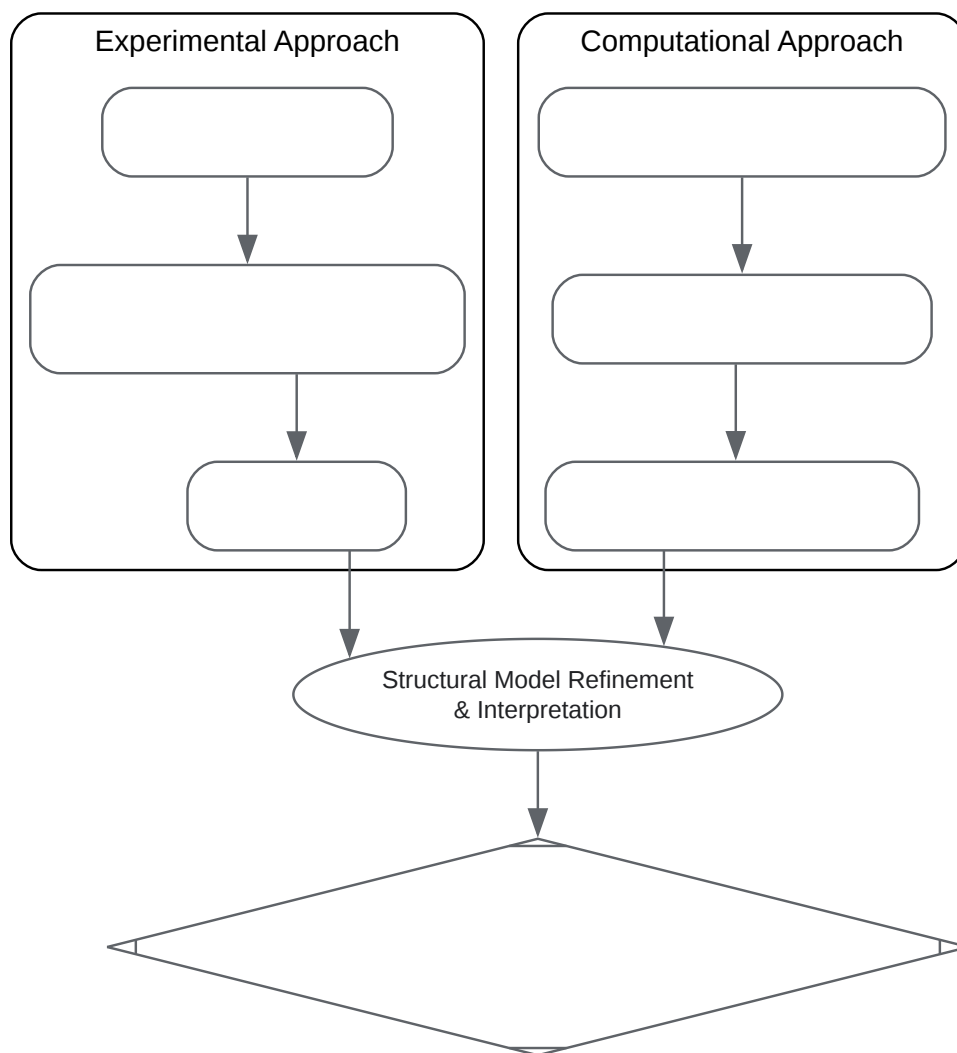 Experimental Approach
Computational Approach
Structural Model Refinement
& Interpretation